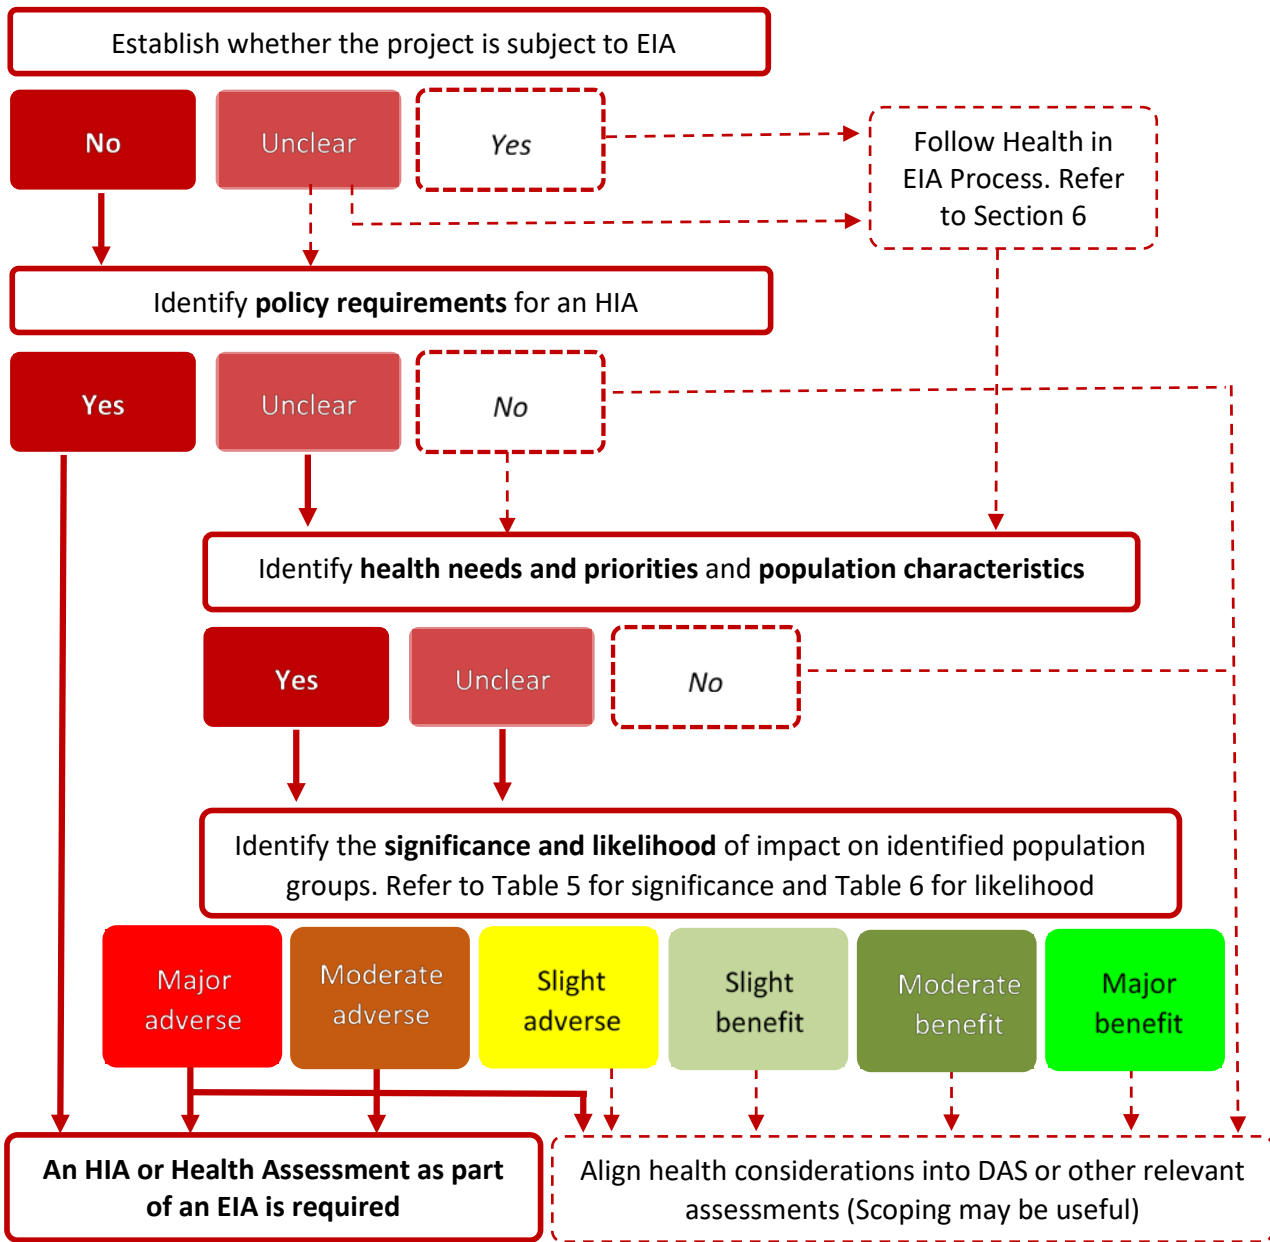 Establish whether the project is subject to EIA
No
Unclear
Yes
Follow Health in
EIA Process. Refer
to Section 6
Identify policy requirements for an HIA
Yes
Unclear
No
Identify health needs and priorities and population characteristics
Yes
Unclear
No
Identify the significance and likelihood of impact on identified population
groups. Refer to Table 5 for significance and Table 6 for likelihood
Major
adverse
Moderate
adverse
Slight
adverse
Slight
benefit
Moderate
benefit
Major
benefit
An HIA or Health Assessment as part
of an EIA is required
Align health considerations into DAS or other relevant
assessments (Scoping may be useful)